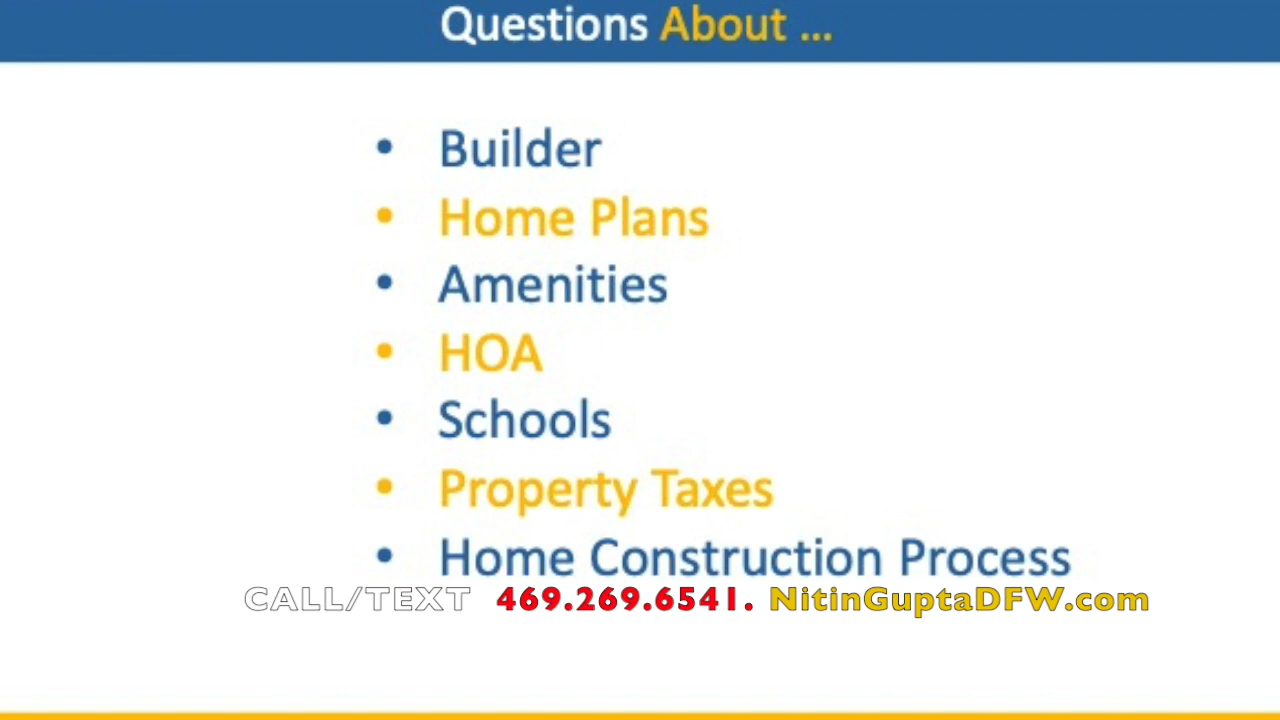 Questions About ...
• Builder
• Home Plans
• Amenities
• HOA
• Schools
• Property Taxes
• Home Construction Process
CALL/TEXT 469.269.6541. NitinGuptaDFW.com